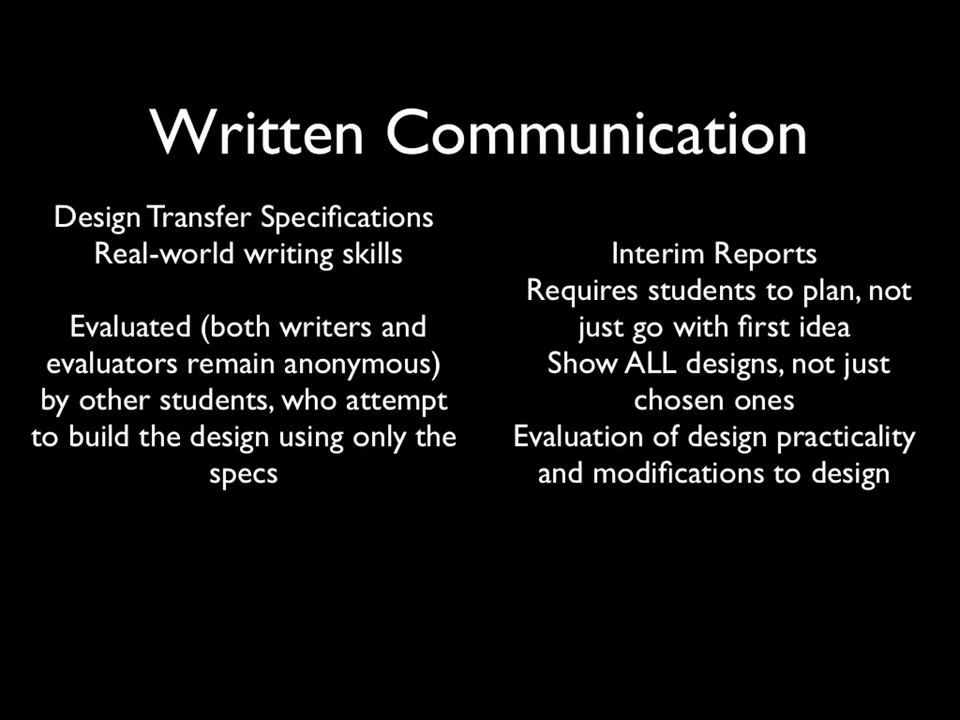 Written Communication
Design Transfer Specifications
Real-world writing skills
Evaluated (both writers and
evaluators remain anonymous)
by other students, who attempt
to build the design using only the
specs
Interim Reports
Requires students to plan, not
just go with first idea
Show ALL designs, not just
chosen ones
Evaluation of design practicality
and modifications to design